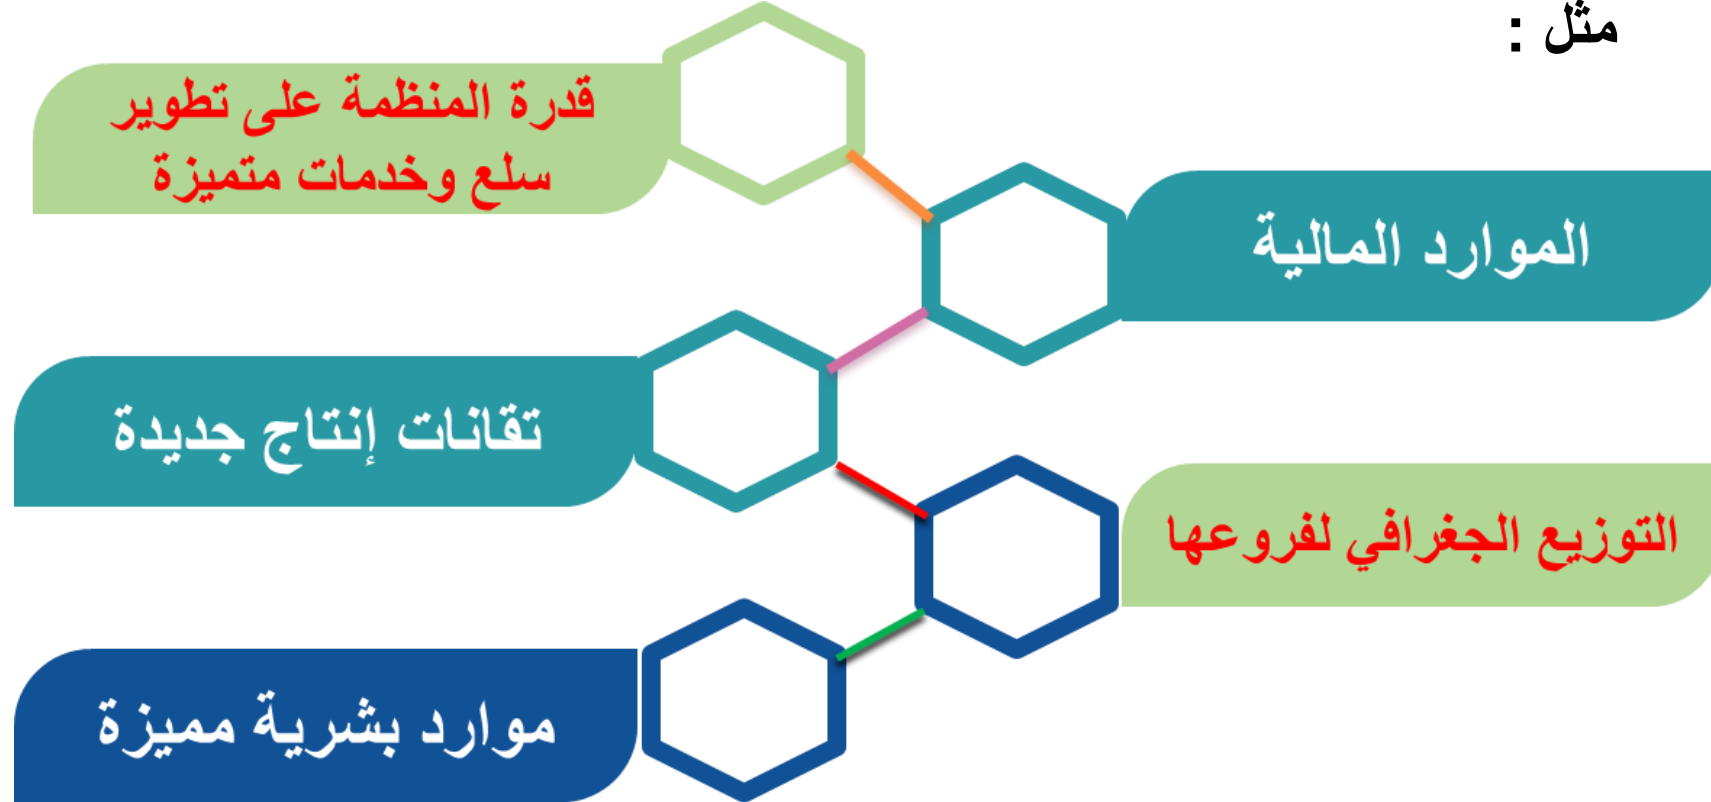 مثل :
قدرة المنظمة على تطوير
سلع وخدمات متميزة
الموارد المالية
تقانات إنتاج جديدة
التوزيع الجغرافي لفروعها
موارد بشرية مميزة